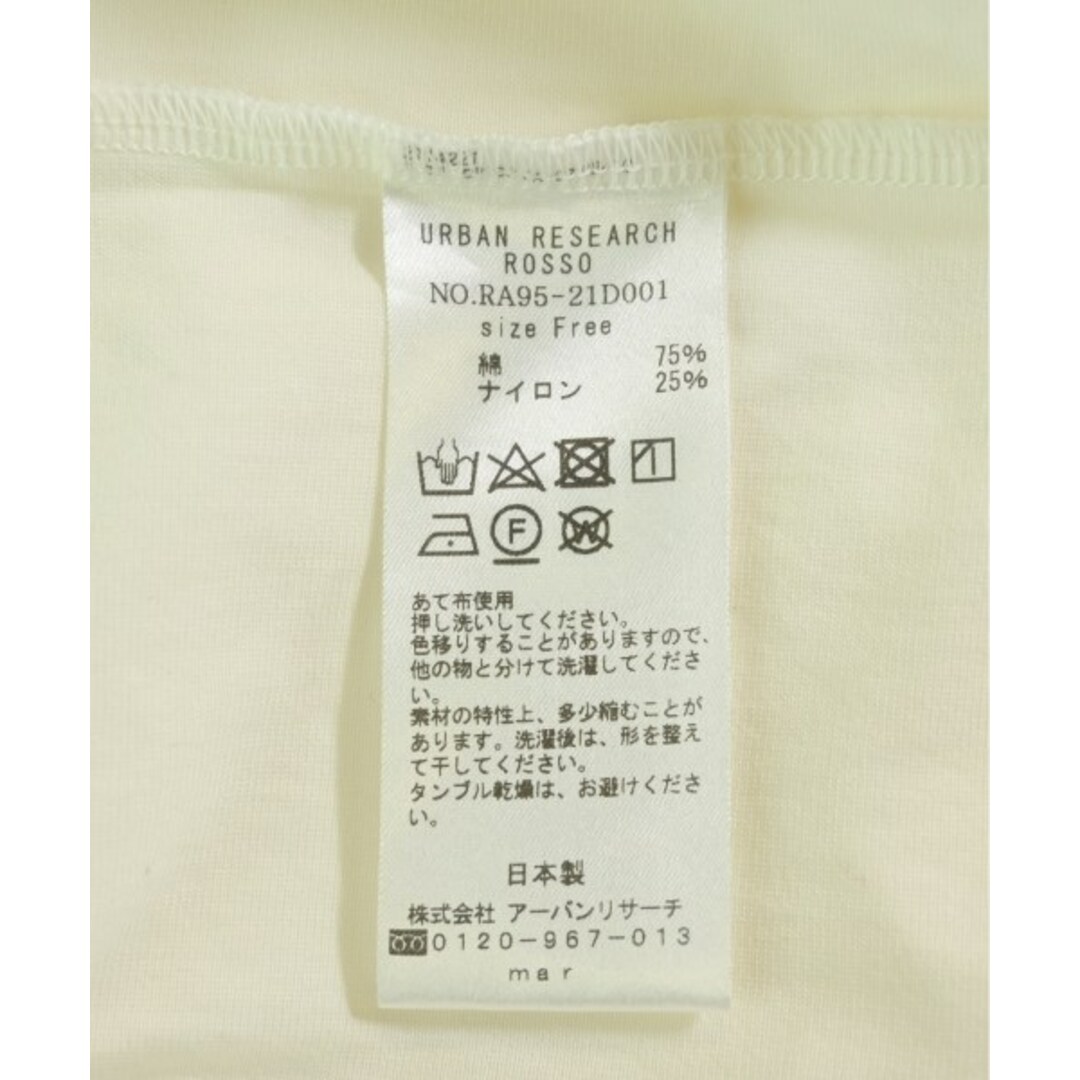 URBAN RESEARCH
ROSSO
NO.RA95-21D001
size Free
綿 75%
ナイロン 25%
F
W
あて布使用
押し洗いしてください。
色移りすることがありますので、
他の物と分けて洗濯してくださ
い。
素材の特性上、多少縮むことが
あります。洗濯後は、形を整え
て干してください。
タンブル乾燥は、お避けくださ
い。
日本製
株式会社 アーバンリサーチ
0120-967-013
mar